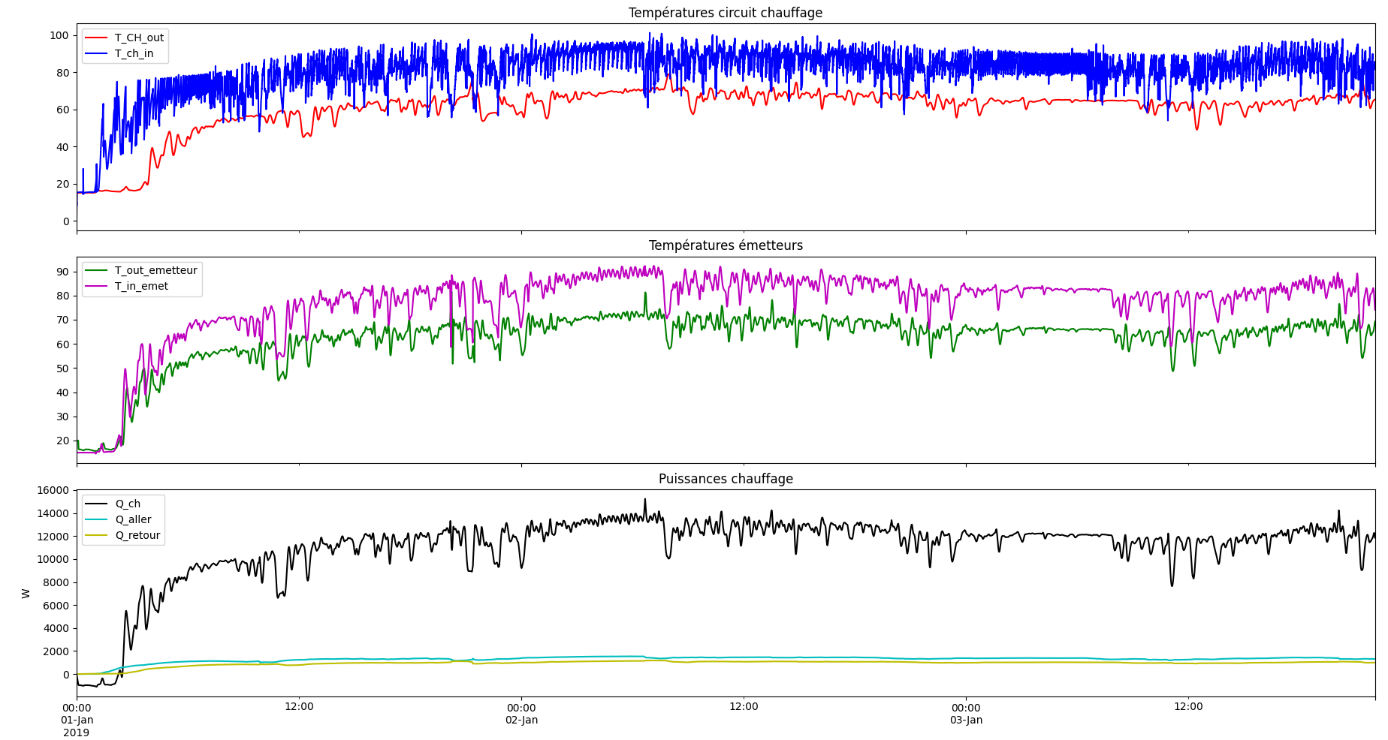 Températures circuit chauffage
T_CH_out
T_ch_in
100
80
60
40
20
0
Températures émetteurs
T_out_emetteur
T_in_emet
90
80
70
60
50
40
30
20
Puissances chauffage
Q_ch
Q_aller
Q_retour
16000
14000
12000
10000
8000
6000
4000
2000
0
W
00:00 12:00 00:00 12:00 00:00 12:00
01-Jan 02-Jan 03-Jan
2019